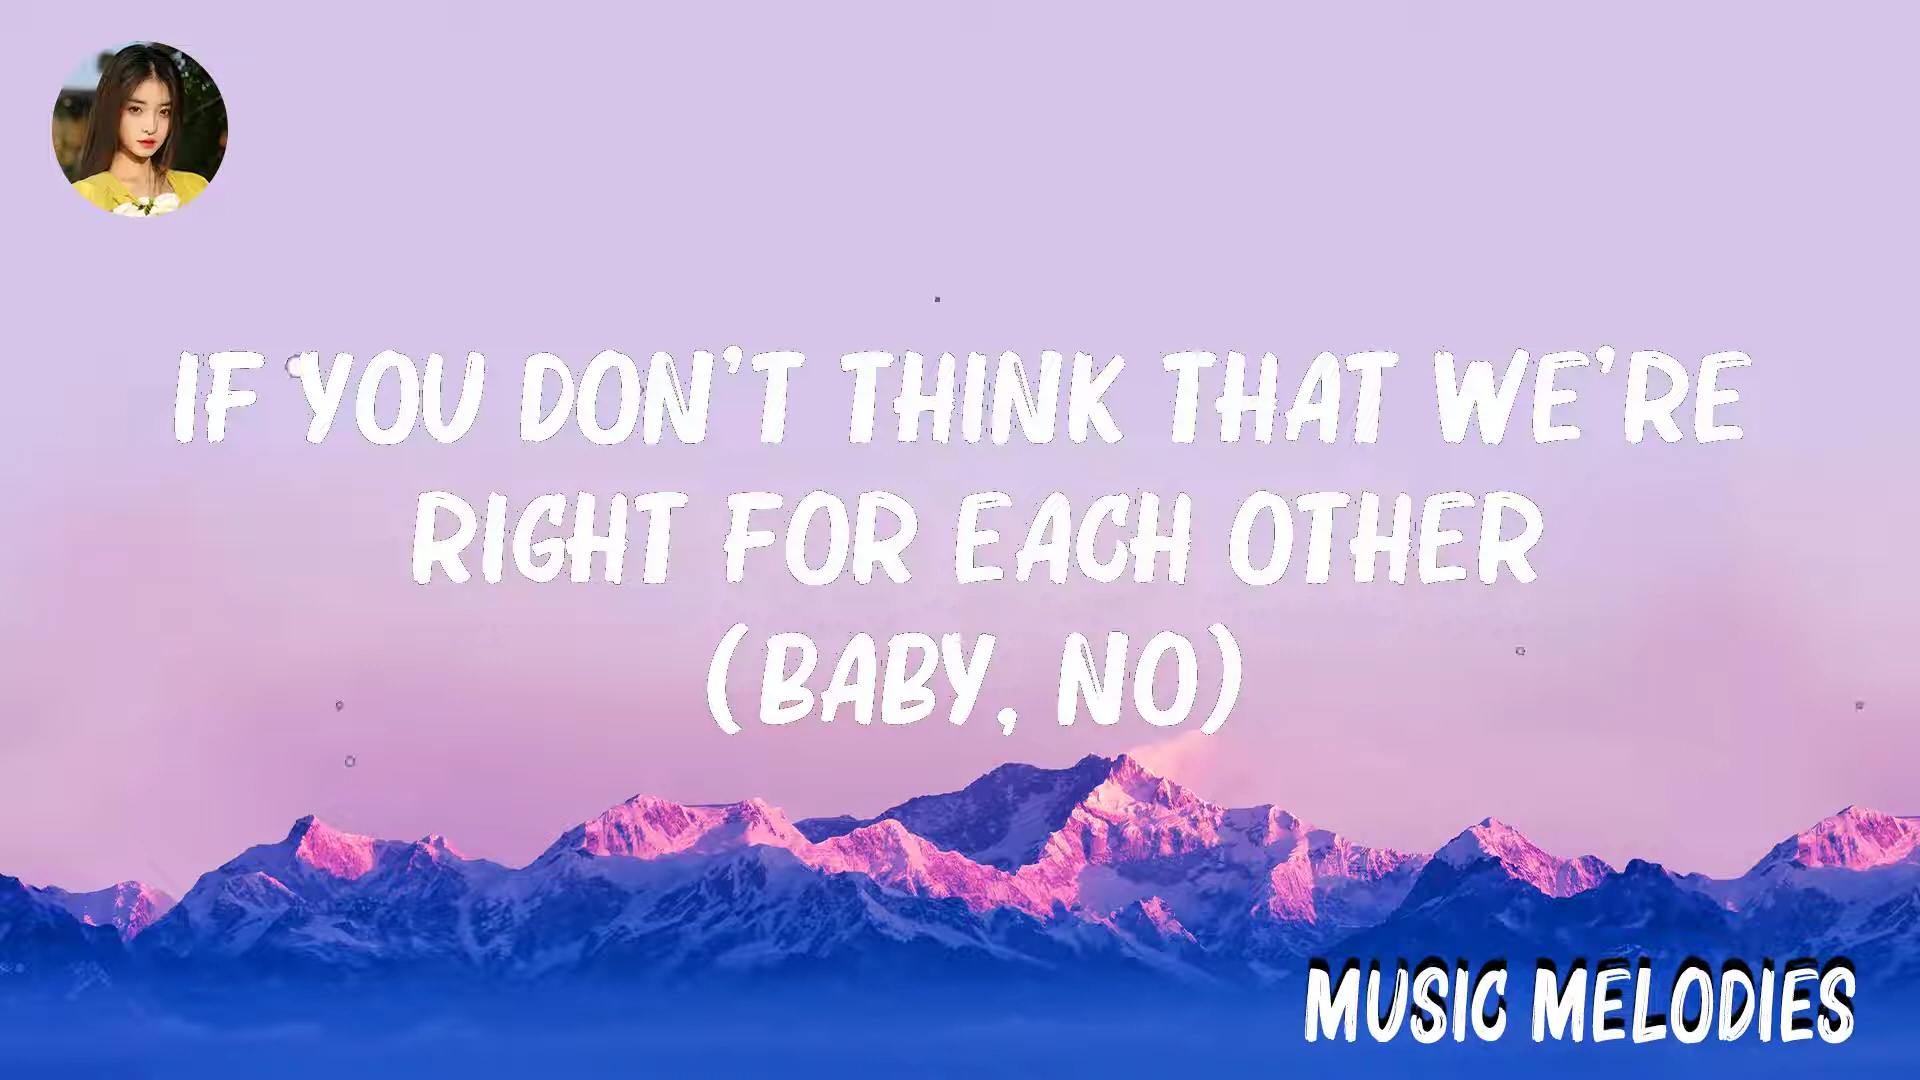 IF YOU DON'T THINK THAT WE'RE
RIGHT FOR EACH OTHER
(BABY, NO)
MUSIC MELODIES